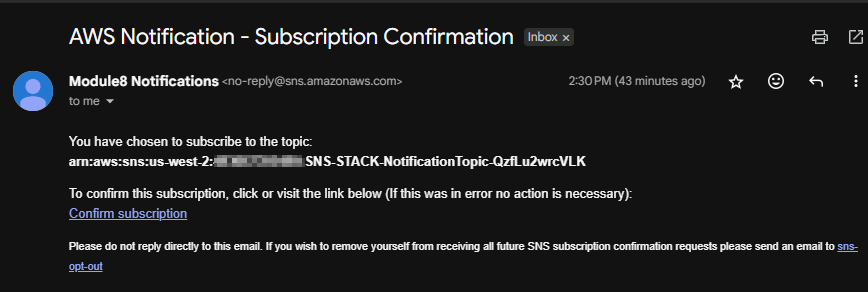 AWS Notification - Subscription Confirmation Inbox ×
Module8 Notifications <no-reply@sns.amazonaws.com> 2:30 PM (43 minutes ago)
to me
You have chosen to subscribe to the topic:
arn:aws:sns:us-west-2: SNS-STACK-NotificationTopic-QzfLu2wrcVLK
To confirm this subscription, click or visit the link below (If this was in error no action is necessary):
Confirm subscription
Please do not reply directly to this email. If you wish to remove yourself from receiving all future SNS subscription confirmation requests please send an email to sns-
opt-out